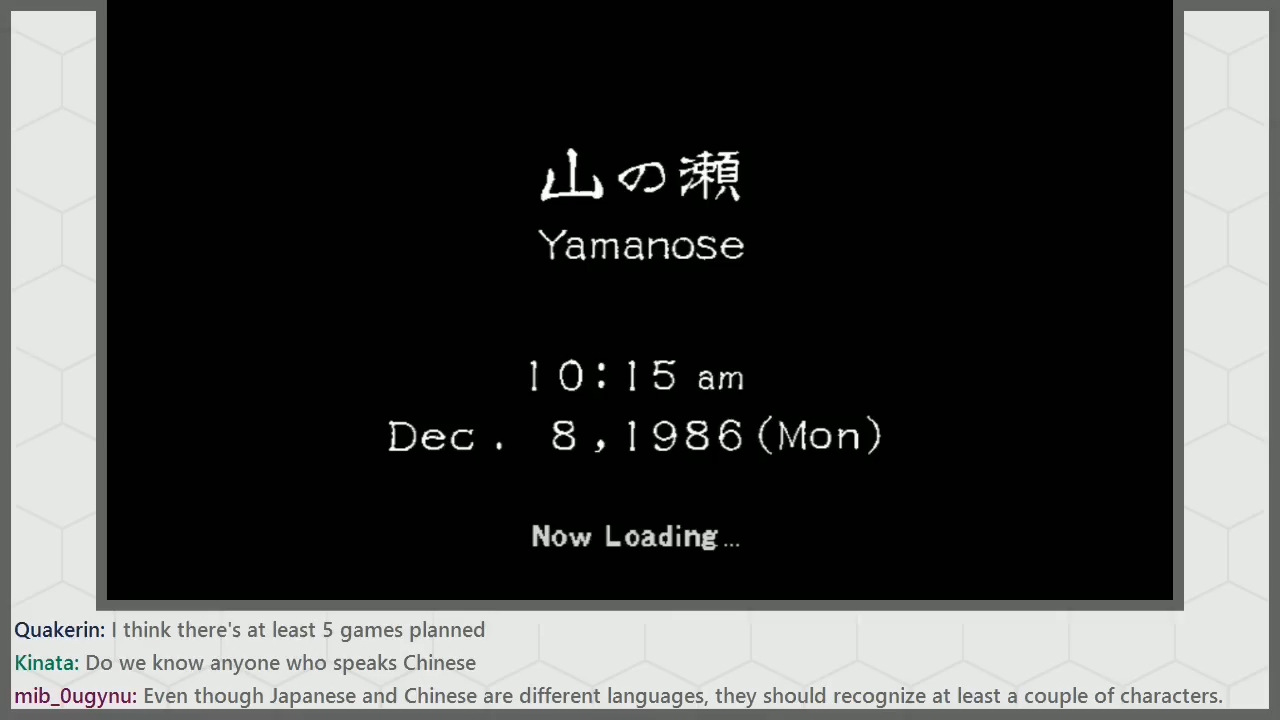 山の瀬
Yamanose
10:15 am
Dec. 8,1986(Mon)
Now Loading...
Quakerin: I think there's at least 5 games planned
Kinata: Do we know anyone who speaks Chinese
mib_0ugynu: Even though Japanese and Chinese are different languages, they should recognize at least a couple of characters.